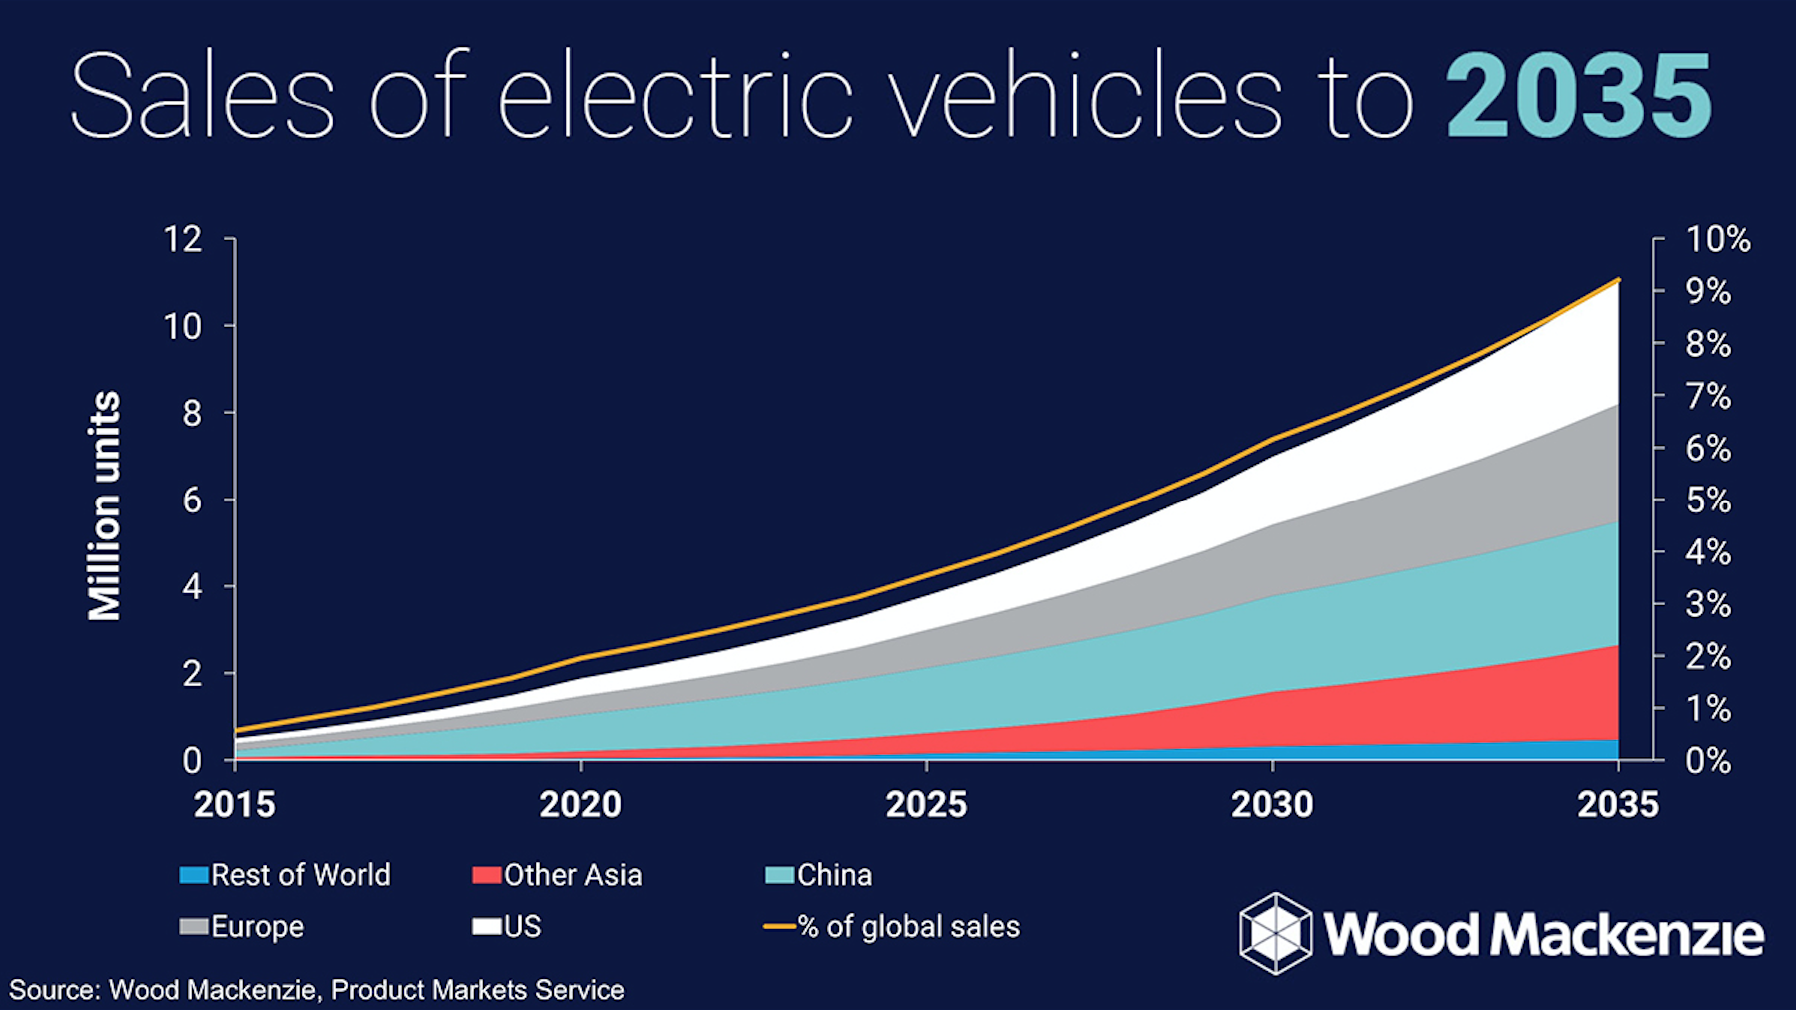 Sales of electric vehicles to 2035
12
10
8
6
4
2
0
Million units
10%
9%
8%
7%
6%
5%
4%
3%
2%
1%
0%
2015 2020 2025 2030 2035
Rest of World Other Asia China
Europe US % of global sales
Wood Mackenzie
Source: Wood Mackenzie, Product Markets Service